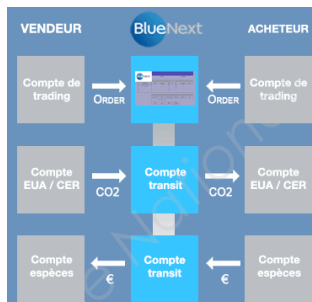 VENDEUR BlueNext ACHETEUR
Compte de trading
ORDER
ORDER
Compte de trading
Compte EUA / CER
CO2
Compte transit
CO2
Compte EUA / CER
Compte espèces
€
Compte transit
€
Compte espèces